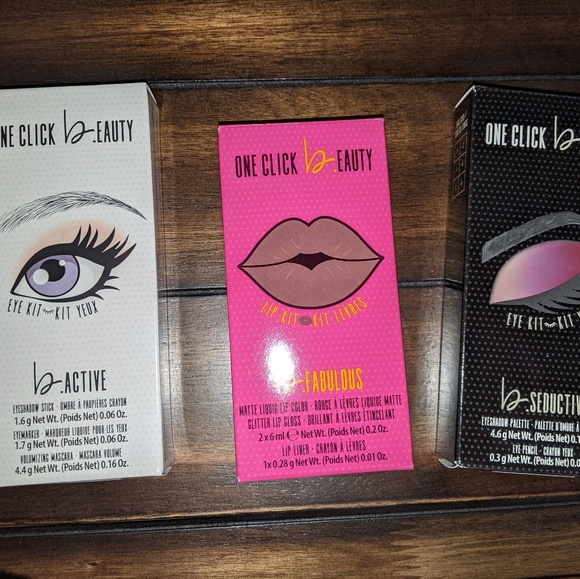 NE CLICK b.EAUTY
EYE KIT KIT YEUX
b.ACTIVE
EYESHADOW STICK · OMBRE À PAUPIÈRES CRAYON
1.6 g Net Wt. (Poids Net) 0.06 Oz.
EYEMARKER · MARQUEUR LIQUIDE POUR LES YEUX
1.7 g Net Wt. (Poids Net) 0.06 Oz.
VOLUMIZING MASCARA · MASCARA VOLUME
4.4 g Net Wt. (Poids Net) 0.16 Oz.
ONE CLICK b.EAUTY
LIP KIT KIT LÈVRES
b.FABULOUS
MATTE LIQUID LIP COLOR · ROUGE À LÈVRES LIQUIDE MATTE
GLITTER LIP GLOSS · BRILLANT À LÈVRES ÉTINCELANT
2 x 6 ml ℮ Net Wt. (Poids Net) 0.2 Oz.
LIP LINER · CRAYON À LÈVRES
1x 0.28 g Net Wt. (Poids Net) 0.01 Oz.
ONE CLICK b
EYE KIT KIT
b.SEDUCTIV
EYESHADOW PALETTE · PALETTE D'OMBRE À
4.6 g Net Wt. (Poids Net) 0.1
EYE PENCIL · CRAYON YEUX
0.3 g Net Wt. (Poids Net) 0.0